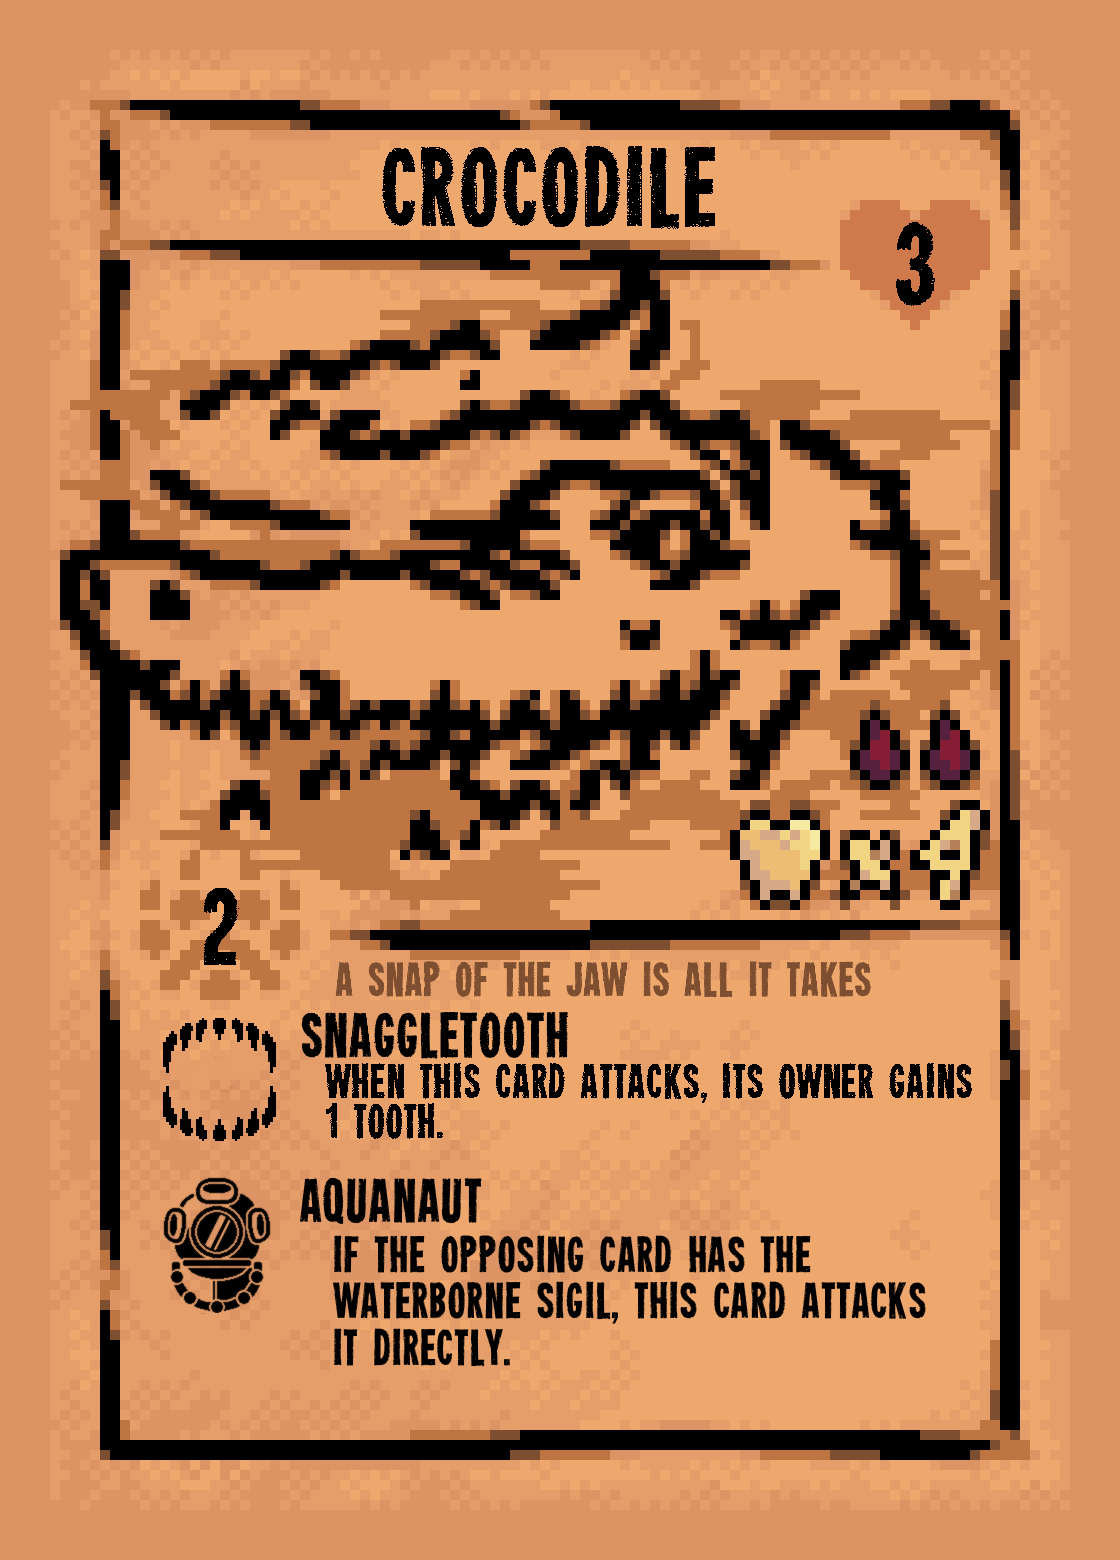 CROCODILE
3
x4
2
A SNAP OF THE JAW IS ALL IT TAKES
SNAGGLETOOTH
WHEN THIS CARD ATTACKS, ITS OWNER GAINS
1 TOOTH.
AQUANAUT
IF THE OPPOSING CARD HAS THE
WATERBORNE SIGIL, THIS CARD ATTACKS
IT DIRECTLY.